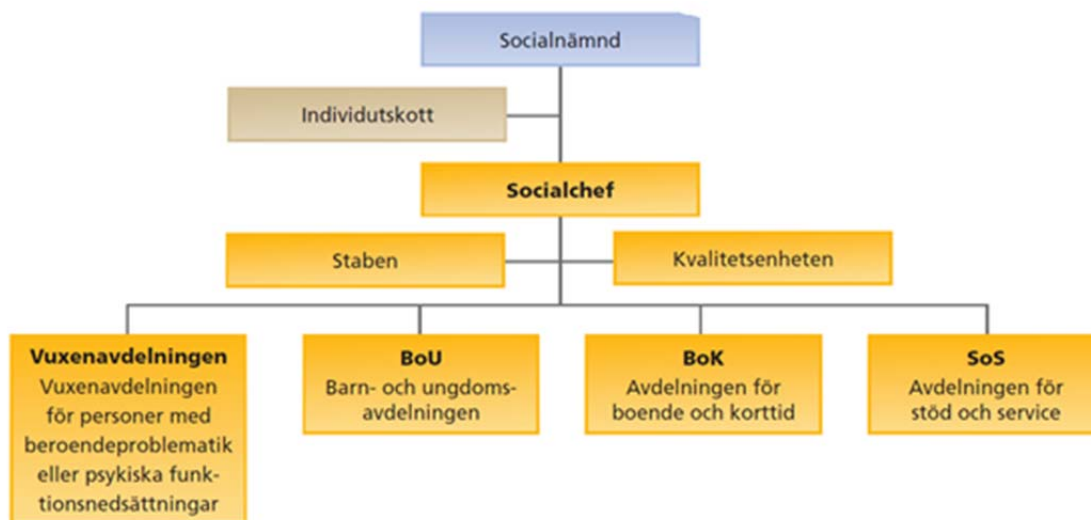 Socialnämnd
Individutskott
Socialchef
Staben
Kvalitetsenheten
Vuxenavdelningen
Vuxenavdelningen
för personer med
beroendeproblematik
eller psykiska funk-
tionsnedsättningar
BoU
Barn- och ungdoms-
avdelningen
BoK
Avdelningen för
boende och korttid
SoS
Avdelningen för
stöd och service